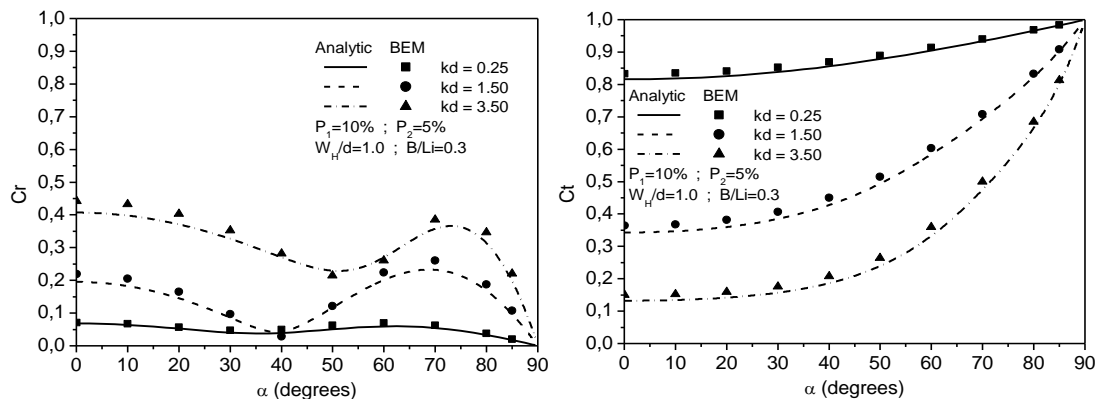 1,0
0,9
0,8
0,7
0,6
0,5
0,4
0,3
0,2
0,1
0,0
Cr
Analytic BEM
kd = 0.25
kd = 1.50
kd = 3.50
P1=10% ; P2=5%
WH/d=1.0 ; B/Li=0.3
0 10 20 30 40 50 60 70 80 90
α (degrees)
1,0
0,9
0,8
0,7
0,6
0,5
0,4
0,3
0,2
0,1
0,0
Ct
Analytic BEM
kd = 0.25
kd = 1.50
kd = 3.50
P1=10% ; P2=5%
WH/d=1.0 ; B/Li=0.3
0 10 20 30 40 50 60 70 80 90
α (degrees)